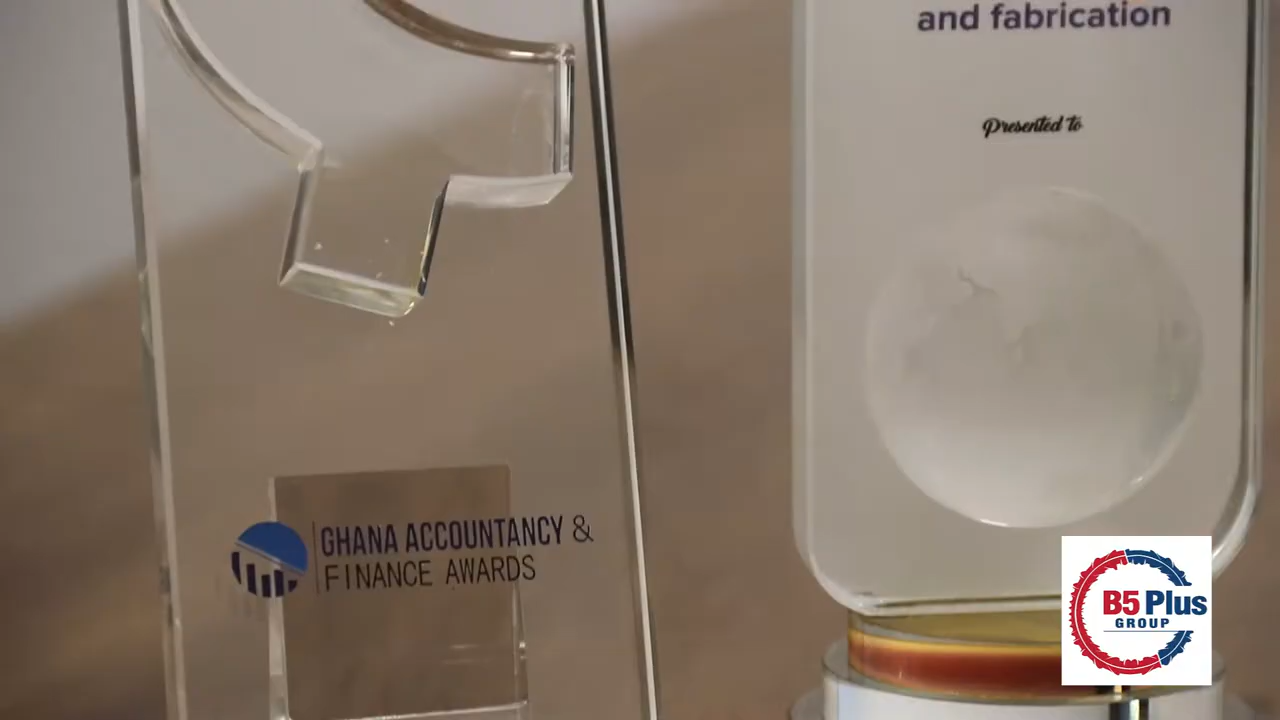 and fabrication
Presented to
GHANA ACCOUNTANCY &
FINANCE AWARDS
B5 Plus
GROUP